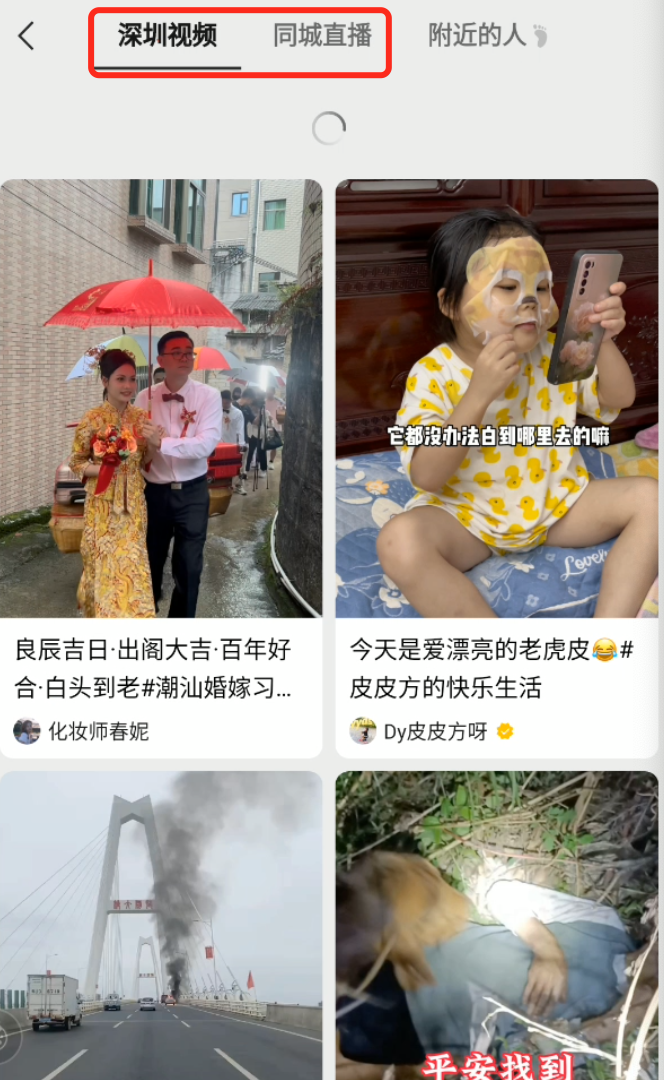 深圳视频
同城直播
附近的人
它都没办法白到哪里去的嘛
良辰吉日·出阁大吉·百年好
合·白头到老#潮汕婚嫁习...
化妆师春妮
今天是爱漂亮的老虎皮😂#
皮皮方的快乐生活
Dy皮皮方呀
平安找到